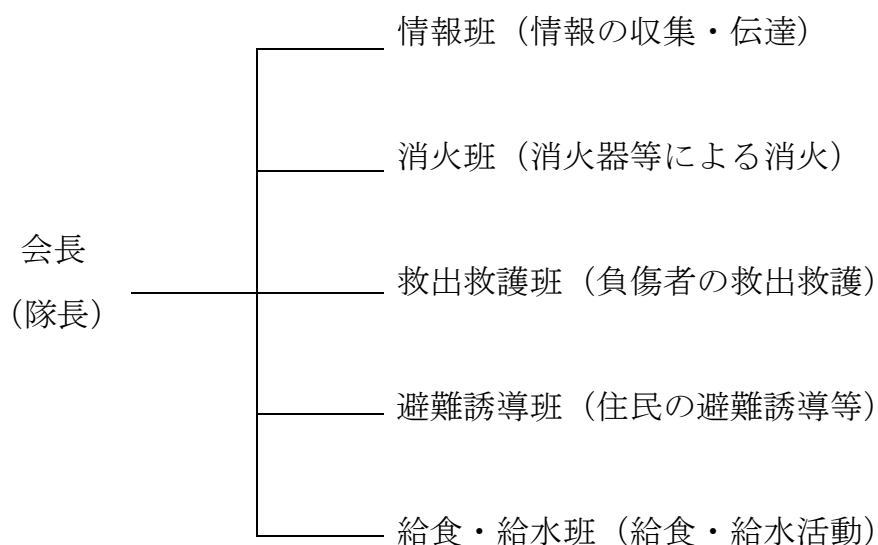 情報班（情報の収集・伝達）
消火班（消火器等による消火）
会長
（隊長）
救出救護班（負傷者の救出救護）
避難誘導班（住民の避難誘導等）
給食・給水班（給食・給水活動）